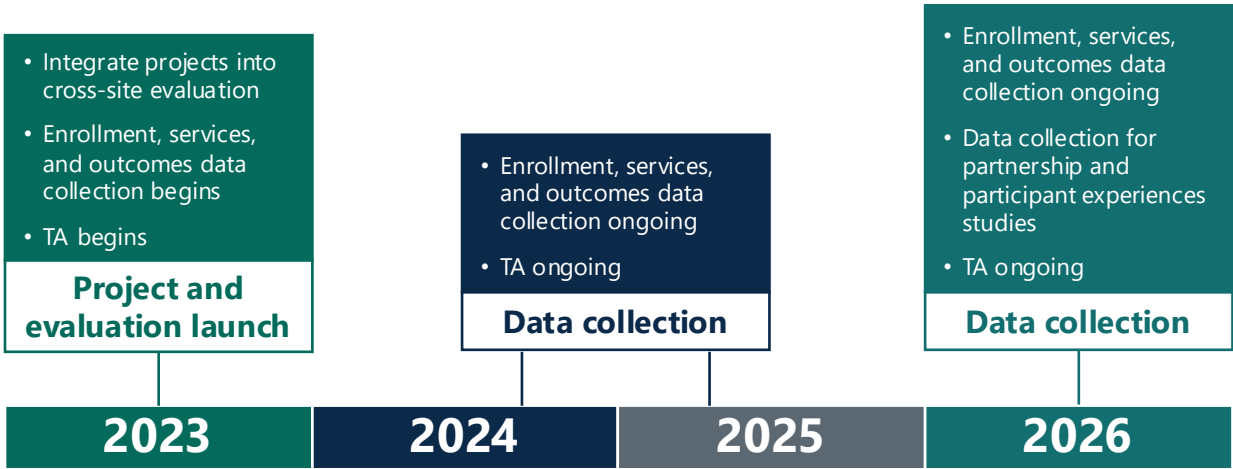 • Integrate projects into
cross-site evaluation
• Enrollment, services,
and outcomes data
collection begins
• TA begins
Project and
evaluation launch
• Enrollment, services,
and outcomes data
collection ongoing
• TA ongoing
Data collection
• Enrollment, services,
and outcomes data
collection ongoing
• Data collection for
partnership and
participant experiences
studies
• TA ongoing
Data collection
2023
2024
2025
2026